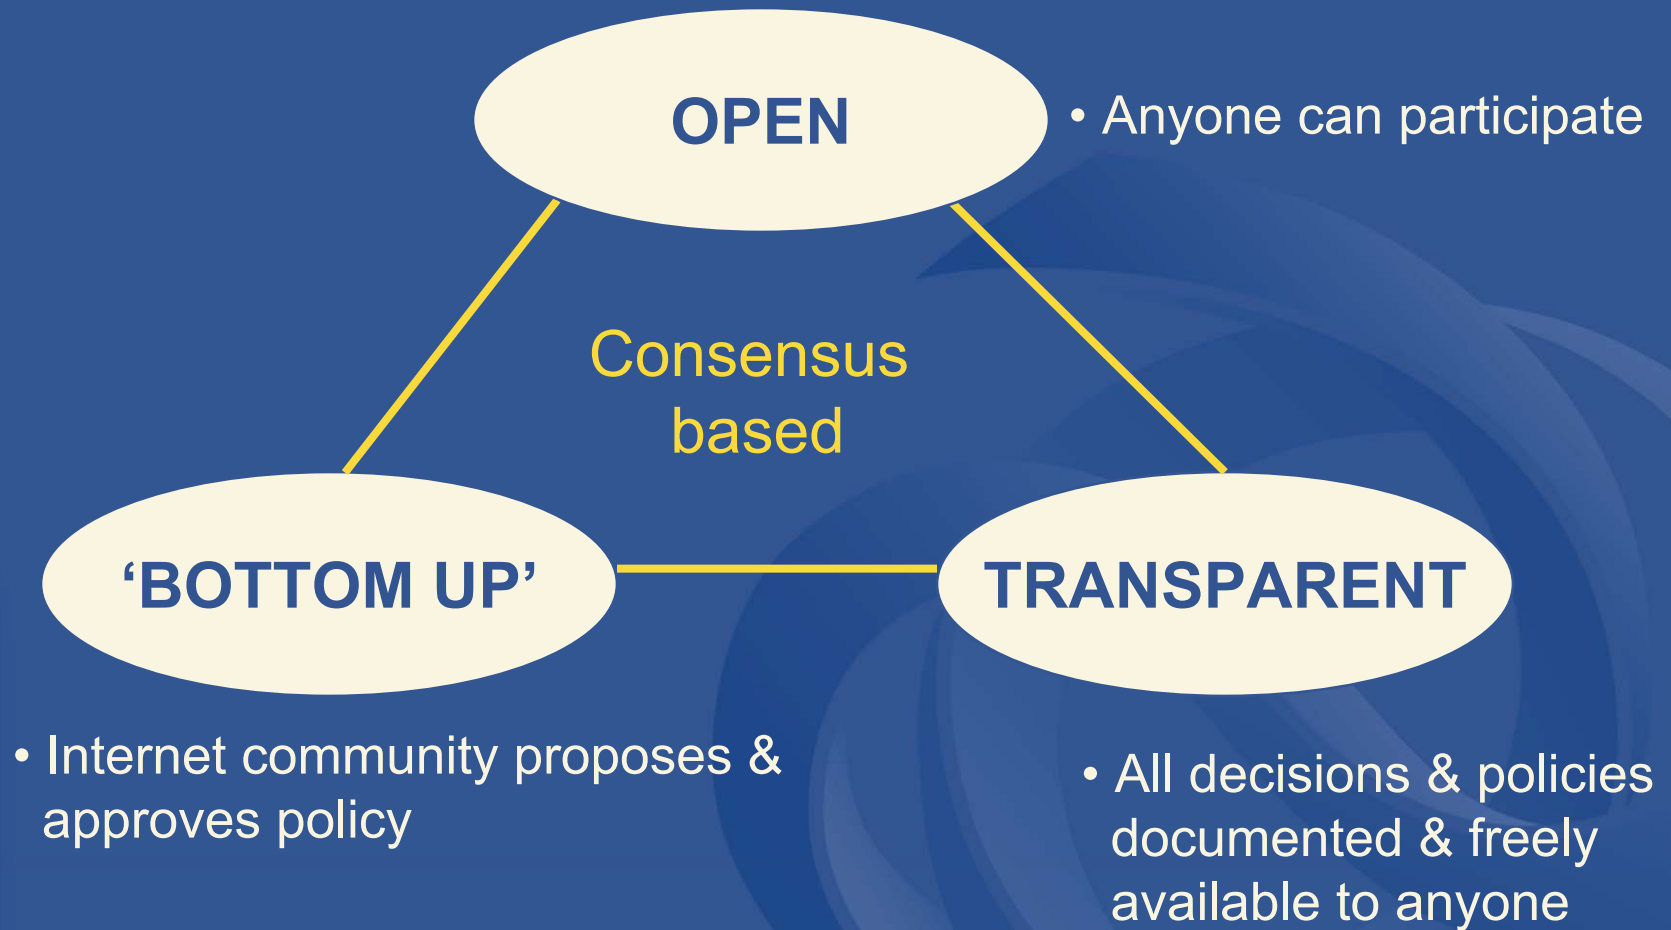 OPEN
• Anyone can participate
Consensus
based
‘BOTTOM UP’
TRANSPARENT
• Internet community proposes &
approves policy
• All decisions & policies
documented & freely
available to anyone